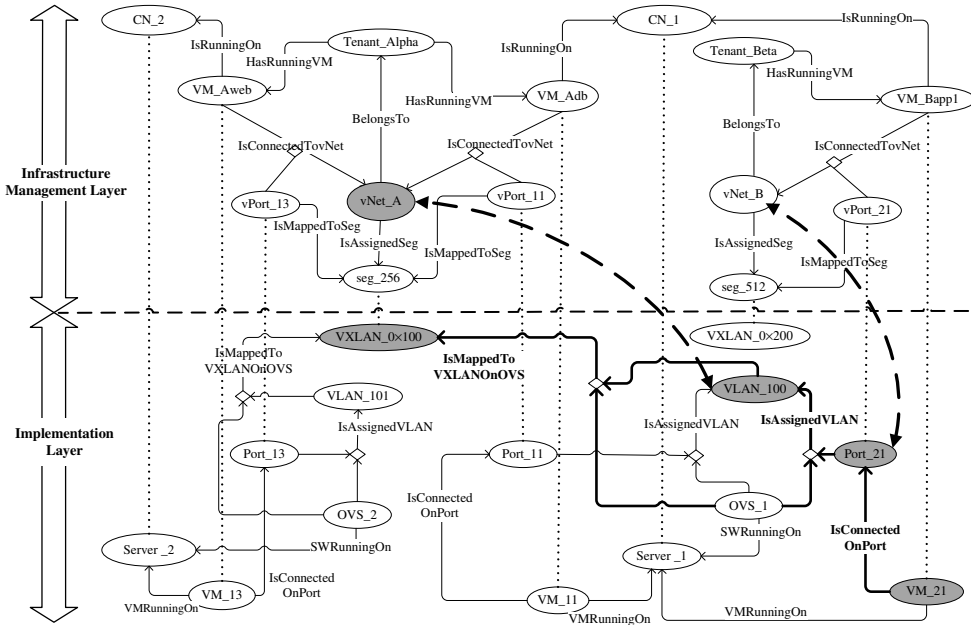 CN_2
CN_1
Tenant_Alpha
Tenant_Beta
IsRunningOn
IsRunningOn
IsRunningOn
HasRunningVM
HasRunningVM
HasRunningVM
VM_Aweb
VM_Adb
VM_Bapp1
BelongsTo
BelongsTo
IsConnectedTovNet
IsConnectedTovNet
IsConnectedTovNet
Infrastructure
Management Layer
vPort_13
vNet_A
vPort_11
vNet_B
vPort_21
IsMappedToSeg
IsAssignedSeg
IsMappedToSeg
IsAssignedSeg
IsMappedToSeg
seg_256
seg_512
VXLAN_0×100
VXLAN_0×200
IsMappedTo
VXLANOnOVS
IsMappedTo
VXLANOnOVS
VLAN_101
VLAN_100
IsAssignedVLAN
IsAssignedVLAN
IsAssignedVLAN
Implementation
Layer
Port_13
Port_11
Port_21
IsConnected
OnPort
OVS_2
OVS_1
SWRunningOn
SWRunningOn
IsConnected
OnPort
Server _2
Server _1
IsConnected
OnPort
VM_13
VM_11
VM_21
VMRunningOn
VMRunningOn
VMRunningOn